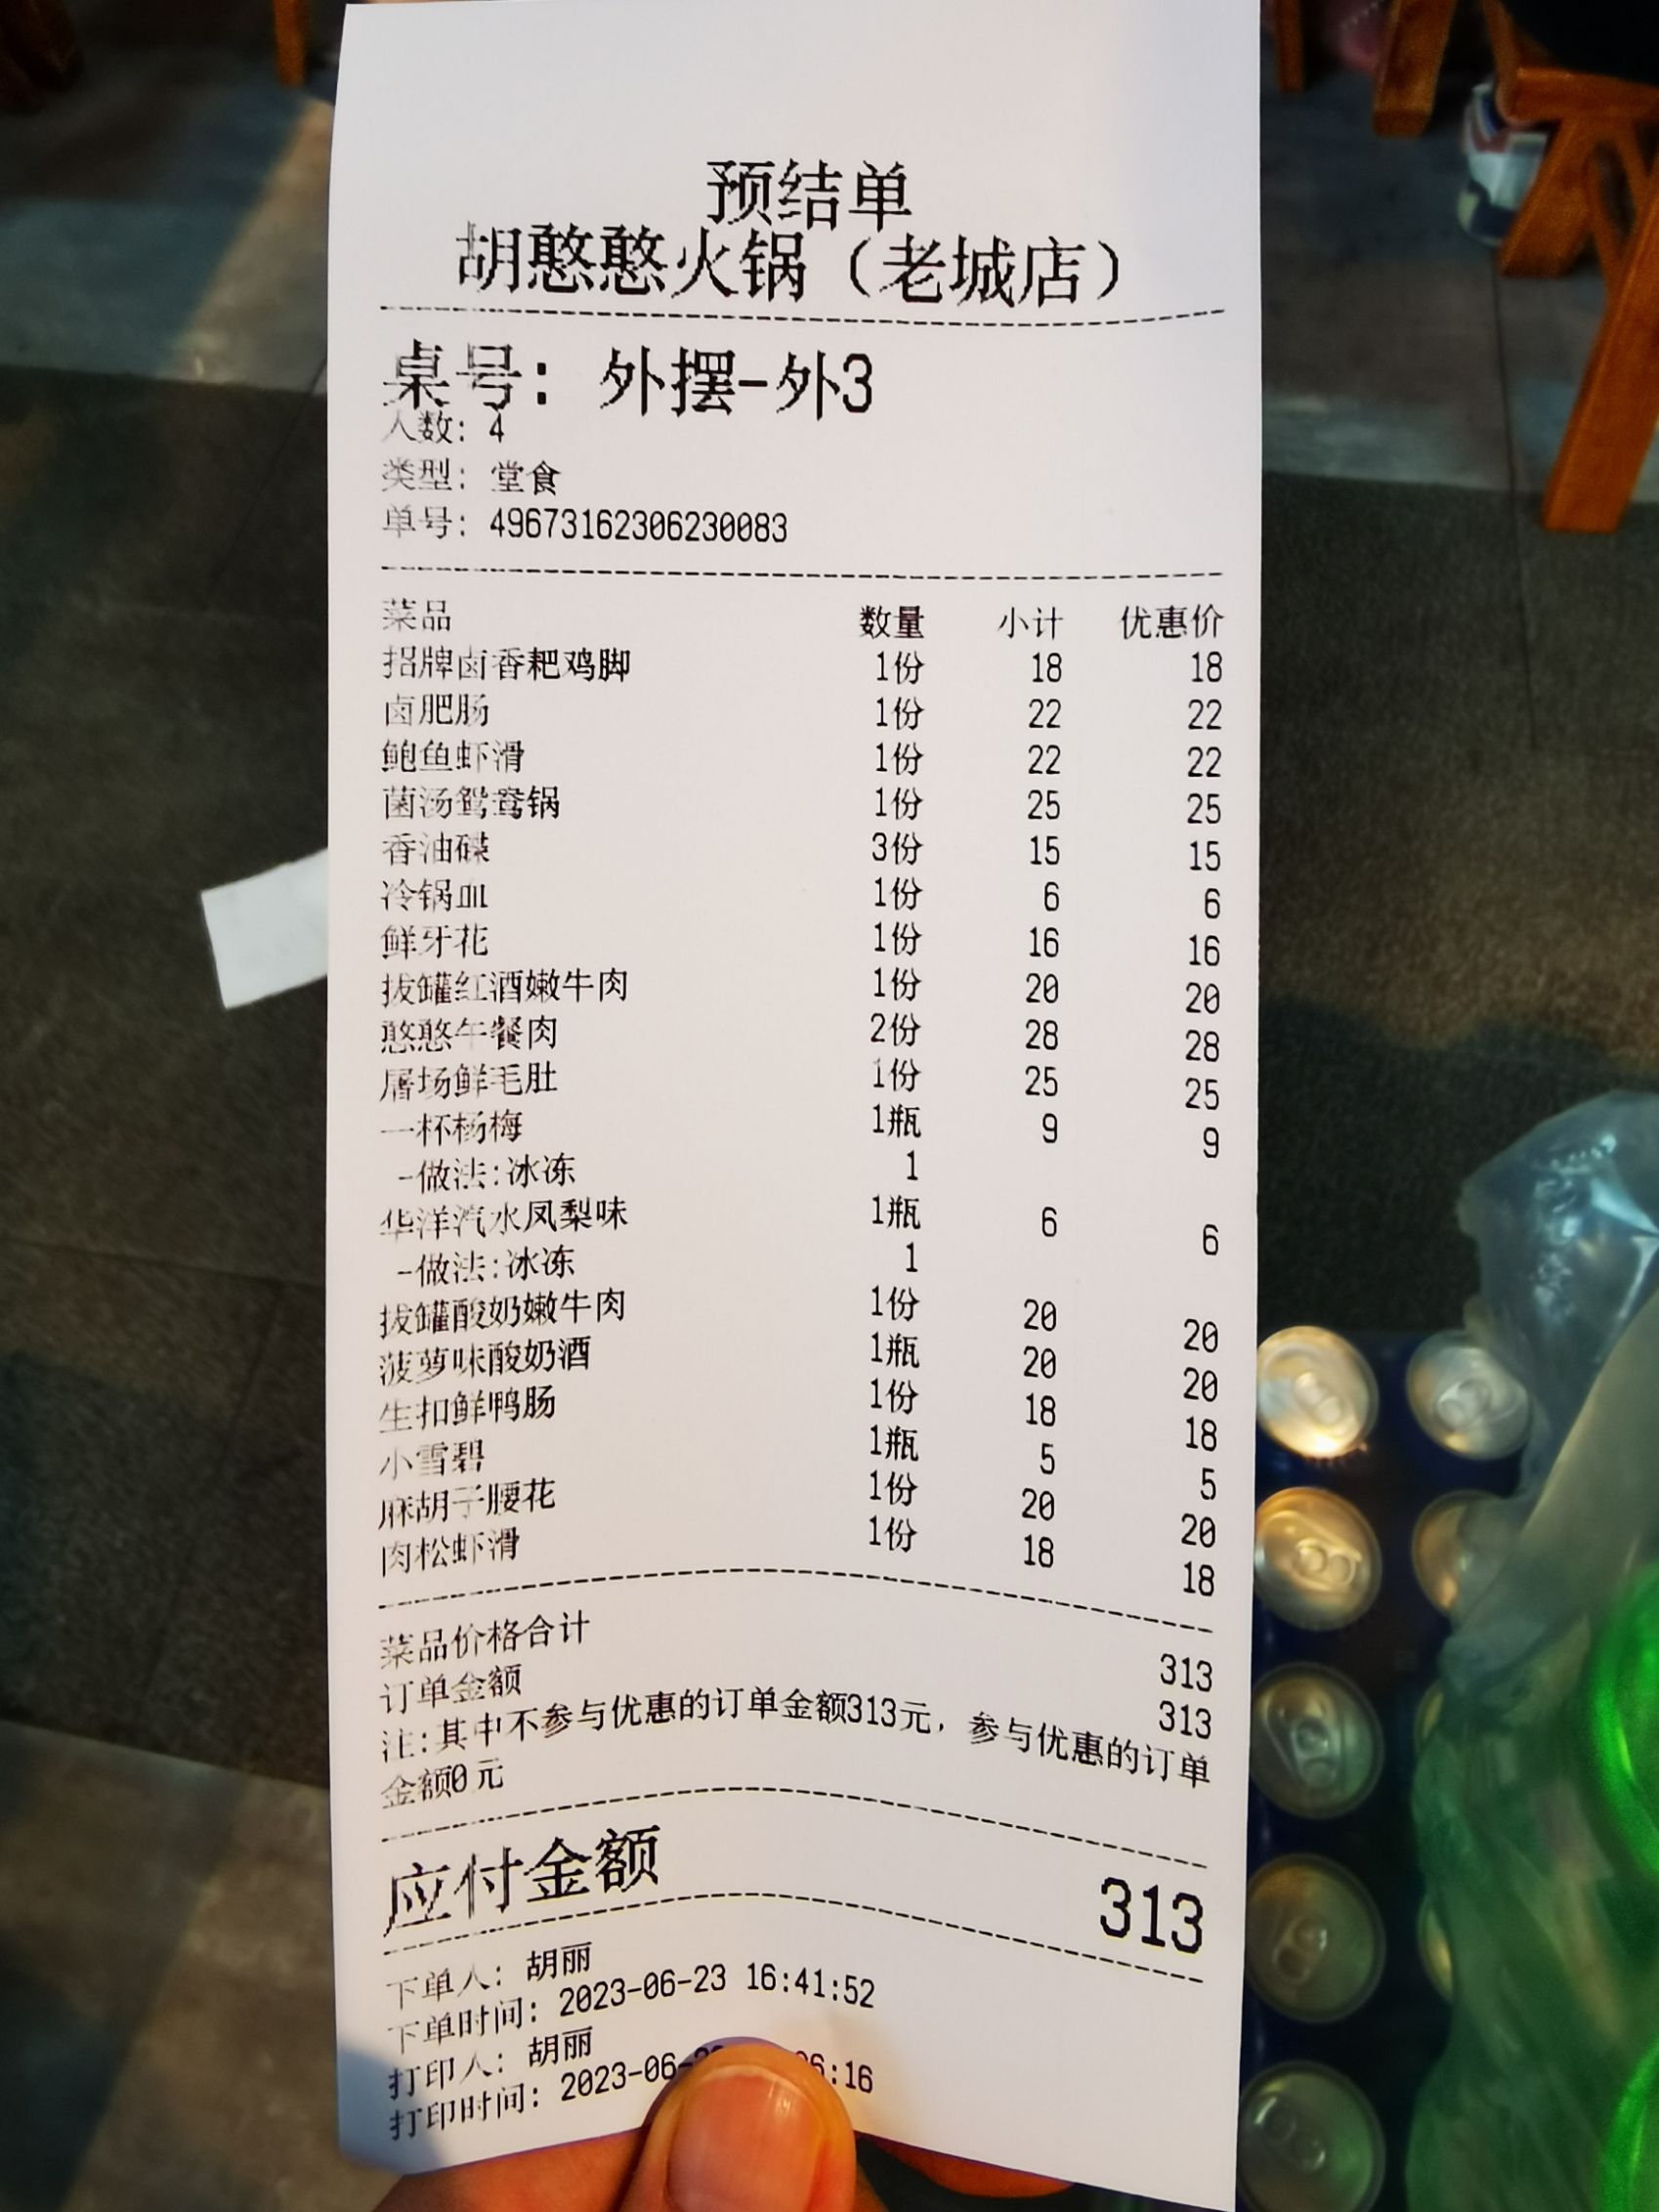 预结单
胡憨憨火锅（老城店）
桌号: 外摆-外3
人数: 4
类型: 堂食
单号: 49673162306230083
菜品 数量 小计 优惠价
招牌卤香耙鸡脚 1份 18 18
卤肥肠 1份 22 22
鲍鱼虾滑 1份 22 22
菌汤鸳鸯锅 1份 25 25
香油碟 3份 15 15
冷锅血 1份 6 6
鲜牙花 1份 16 16
拔罐红酒嫩牛肉 1份 20 20
憨憨午餐肉 2份 28 28
屠场鲜毛肚 1份 25 25
一杯杨梅 1瓶 9 9
-做法:冰冻 1
华洋汽水凤梨味 1瓶 6 6
-做法:冰冻 1
拔罐酸奶嫩牛肉 1份 20 20
菠萝味酸奶酒 1瓶 20 20
生扣鲜鸭肠 1份 18 18
小雪碧 1瓶 5 5
麻胡子腰花 1份 20 20
肉松虾滑 1份 18 18
菜品价格合计 313
订单金额 313
注:其中不参与优惠的订单金额313元, 参与优惠的订单
金额0元
应付金额 313
下单人: 胡丽
下单时间: 2023-06-23 16:41:52
打印人: 胡丽
打印时间: 2023-06- 6:16